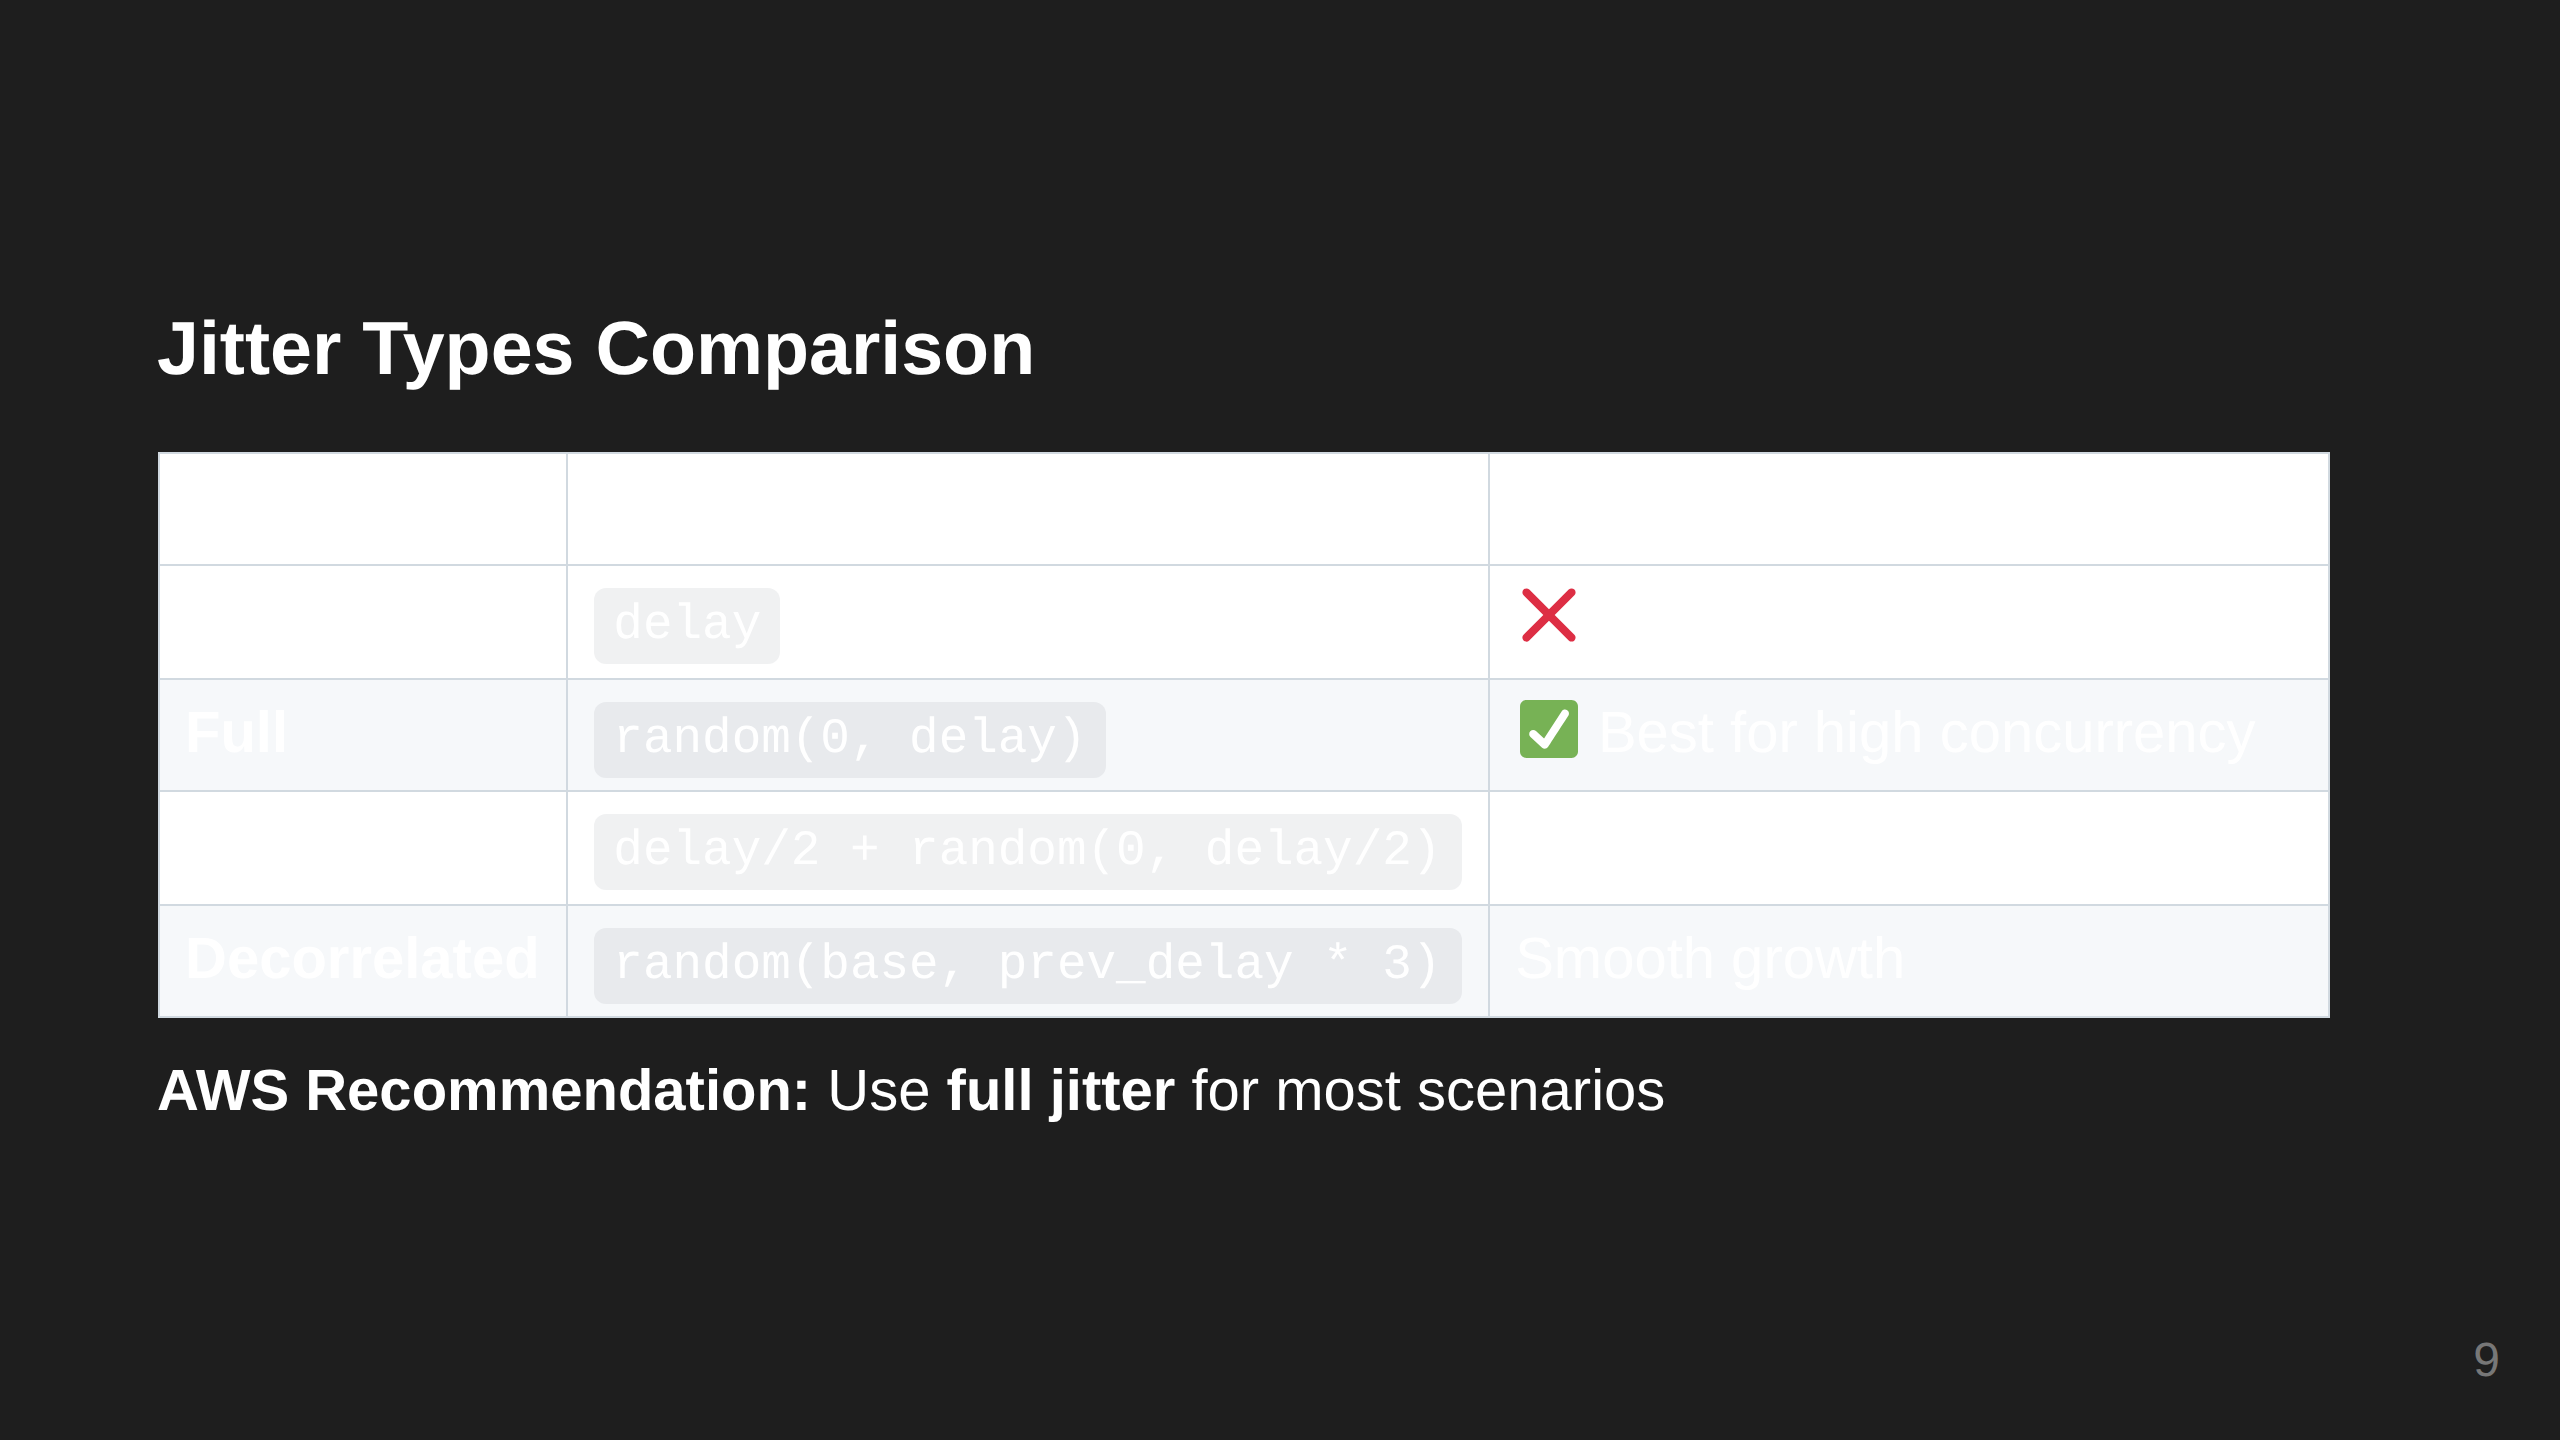 Jitter Types Comparison
delay
❌
Full random(0, delay) ✅ Best for high concurrency
delay/2 + random(0, delay/2)
Decorrelated random(base, prev_delay * 3) Smooth growth
AWS Recommendation: Use full jitter for most scenarios
9